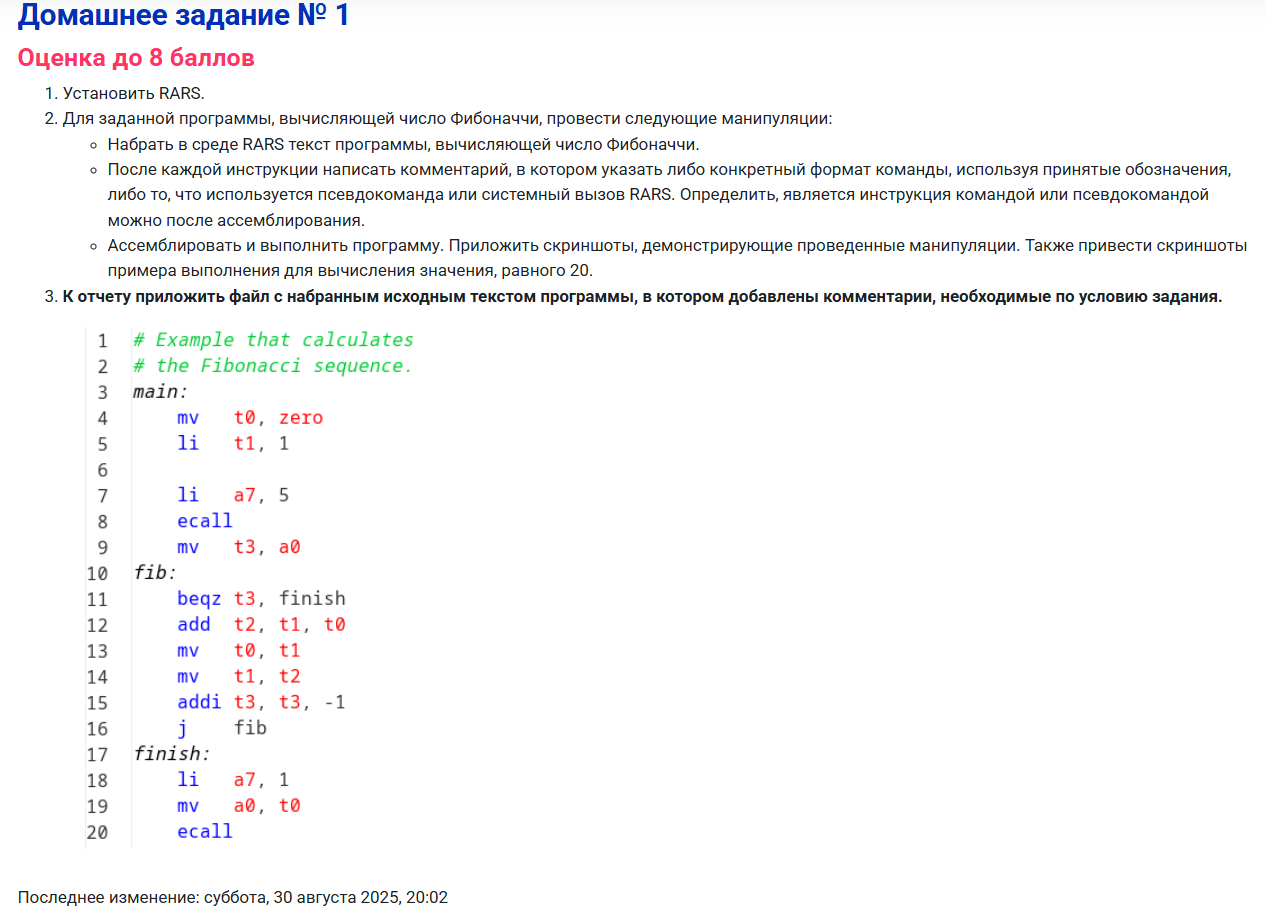 Домашнее задание № 1
Оценка до 8 баллов
1. Установить RARS.
2. Для заданной программы, вычисляющей число Фибоначчи, провести следующие манипуляции:
◦ Набрать в среде RARS текст программы, вычисляющей число Фибоначчи.
◦ После каждой инструкции написать комментарий, в котором указать либо конкретный формат команды, используя принятые обозначения,
либо то, что используется псевдокоманда или системный вызов RARS. Определить, является инструкция командой или псевдокомандой
можно после ассемблирования.
◦ Ассемблировать и выполнить программу. Приложить скриншоты, демонстрирующие проведенные манипуляции. Также привести скриншоты
примера выполнения для вычисления значения, равного 20.
3. К отчету приложить файл с набранным исходным текстом программы, в котором добавлены комментарии, необходимые по условию задания.
1 # Example that calculates
2 # the Fibonacci sequence.
3 main:
4 mv t0, zero
5 li t1, 1
6
7 li a7, 5
8 ecall
9 mv t3, a0
10 fib:
11 beqz t3, finish
12 add t2, t1, t0
13 mv t0, t1
14 mv t1, t2
15 addi t3, t3, -1
16 j fib
17 finish:
18 li a7, 1
19 mv a0, t0
20 ecall
Последнее изменение: суббота, 30 августа 2025, 20:02